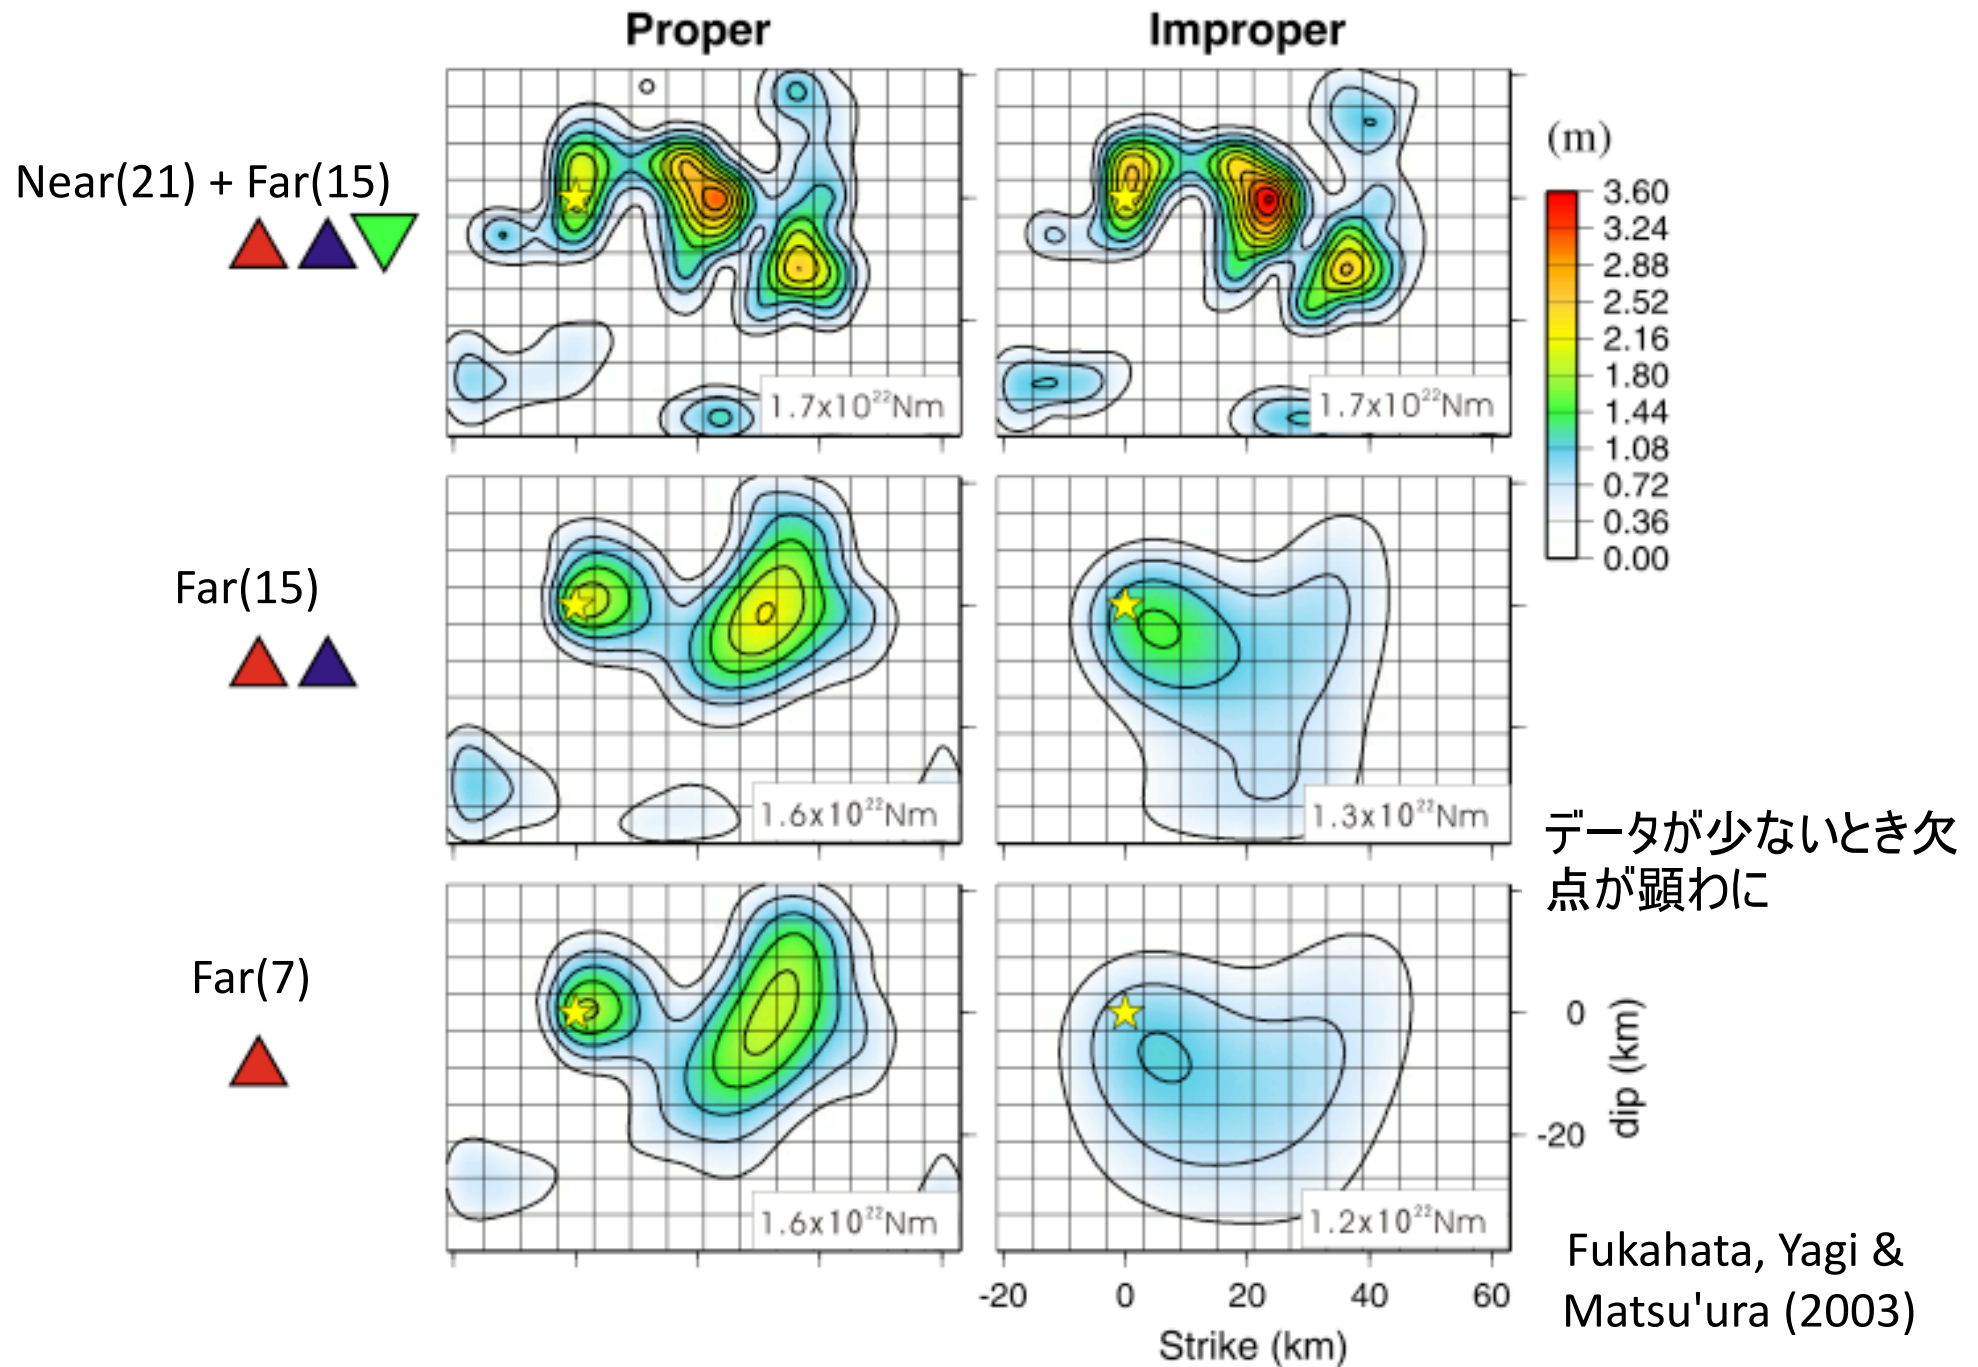 Proper
Improper
Near(21) + Far(15)
(m)
3.60
3.24
2.88
2.52
2.16
1.80
1.44
1.08
0.72
0.36
0.00
1.7x10²²Nm
1.7x10²²Nm
Far(15)
1.6x10²²Nm
1.3x10²²Nm
データが少ないとき欠
点が顕わに
Far(7)
1.6x10²²Nm
1.2x10²²Nm
0
-20
dip (km)
-20 0 20 40 60
Strike (km)
Fukahata, Yagi &
Matsu'ura (2003)